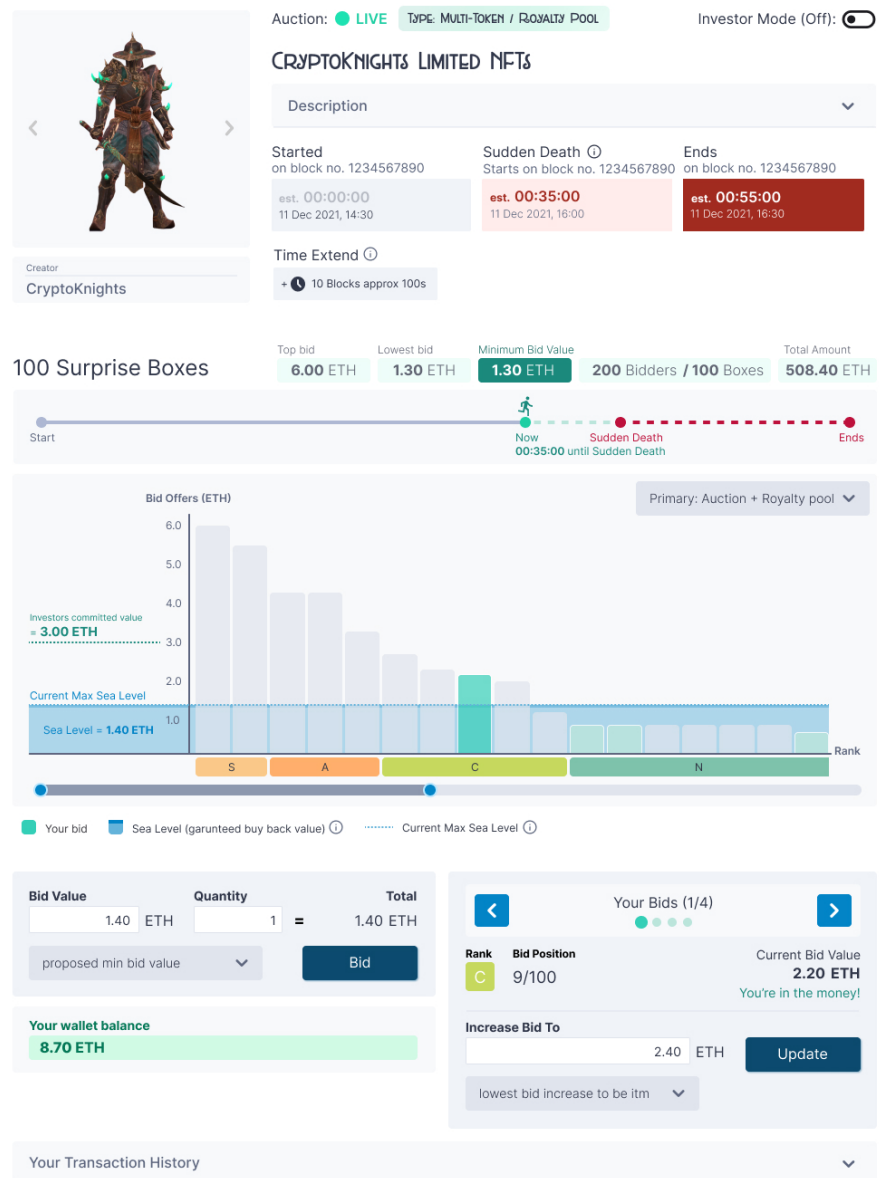 Auction: LIVE Type: Multi-Token / Royalty Pool Investor Mode (Off):
CryptoKnights Limited NFTs
Description
Started
on block no. 1234567890
est. 00:00:00
11 Dec 2021, 14:30
Sudden Death
Starts on block no. 1234567890
est. 00:35:00
11 Dec 2021, 16:00
Ends
on block no. 1234567890
est. 00:55:00
11 Dec 2021, 16:30
Time Extend
+ 10 Blocks approx 100s
Creator
CryptoKnights
100 Surprise Boxes
Top bid
6.00 ETH
Lowest bid
1.30 ETH
Minimum Bid Value
1.30 ETH
200 Bidders / 100 Boxes
Total Amount
508.40 ETH
Start
Now
00:35:00 until Sudden Death
Sudden Death
Ends
Bid Offers (ETH)
Primary: Auction + Royalty pool
6.0
5.0
4.0
Investors committed value
= 3.00 ETH
3.0
2.0
Current Max Sea Level
1.0
Sea Level = 1.40 ETH
Rank
S A C N
Your bid Sea Level (garunteed buy back value) Current Max Sea Level
Bid Value Quantity Total
1.40 ETH 1 = 1.40 ETH
proposed min bid value Bid
Your wallet balance
8.70 ETH
Your Bids (1/4)
Rank Bid Position
C 9/100
Current Bid Value
2.20 ETH
You're in the money!
Increase Bid To
2.40 ETH Update
lowest bid increase to be itm
Your Transaction History